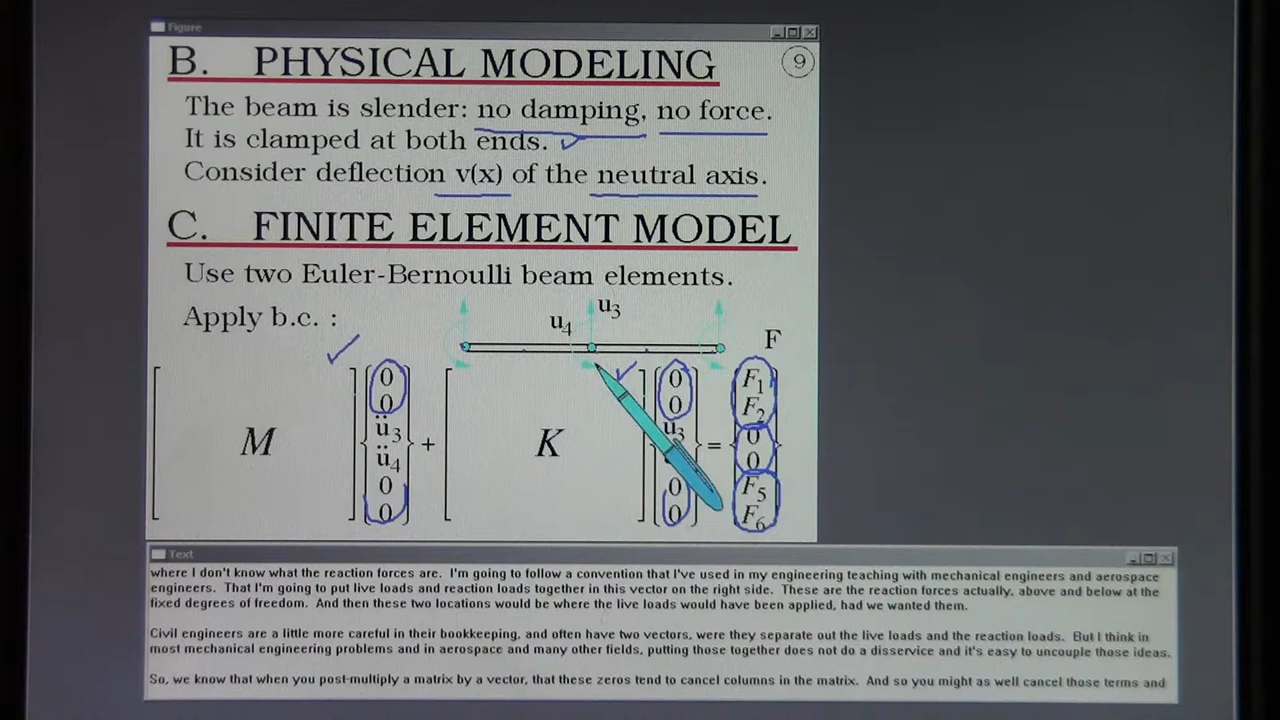 Figure
B. PHYSICAL MODELING
9
The beam is slender: no damping, no force.
It is clamped at both ends.
Consider deflection v(x) of the neutral axis.
C. FINITE ELEMENT MODEL
Use two Euler-Bernoulli beam elements.
Apply b.c. :
u4 u3
F
0 0 F1
0 0 F2
ü3 u3 0
M ü4 + K = 0
0 0 F5
0 0 F6
Text
where I don't know what the reaction forces are. I'm going to follow a convention that I've used in my engineering teaching with mechanical engineers and aerospace
engineers. That I'm going to put live loads and reaction loads together in this vector on the right side. These are the reaction forces actually, above and below at the
fixed degrees of freedom. And then these two locations would be where the live loads would have been applied, had we wanted them.
Civil engineers are a little more careful in their bookkeeping, and often have two vectors, were they separate out the live loads and the reaction loads. But I think in
most mechanical engineering problems and in aerospace and many other fields, putting those together does not do a disservice and it's easy to uncouple those ideas.
So, we know that when you post-multiply a matrix by a vector, that these zeros tend to cancel columns in the matrix. And so you might as well cancel those terms and